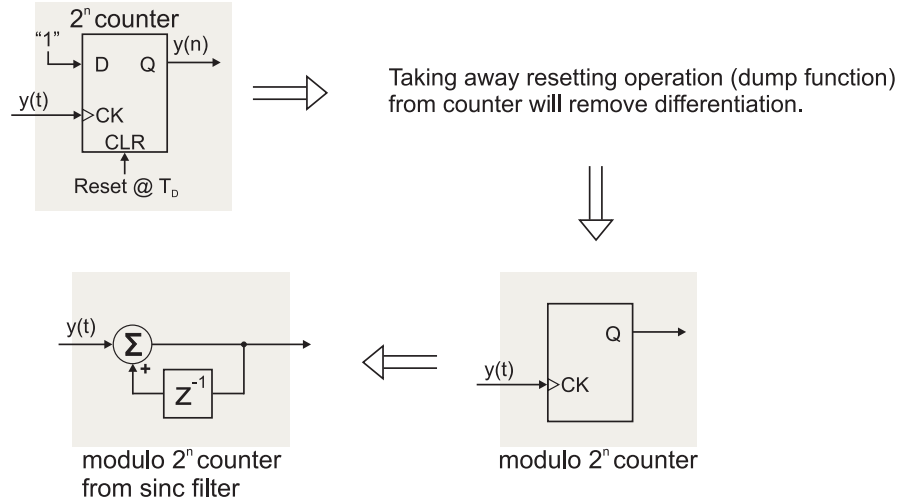 2ⁿ counter
"1"
D Q
y(n)
y(t)
CK
CLR
Reset @ T_D
Taking away resetting operation (dump function)
from counter will remove differentiation.
y(t)
Σ
+
Z⁻¹
modulo 2ⁿ counter
from sinc filter
Q
y(t)
CK
modulo 2ⁿ counter